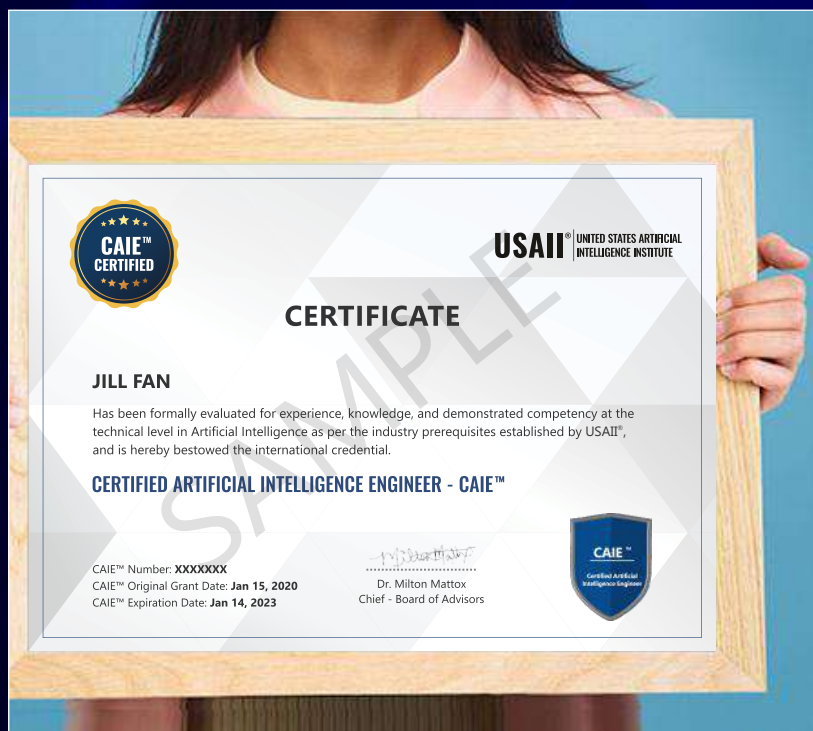 CAIE™
CERTIFIED
USAII® UNITED STATES ARTIFICIAL
INTELLIGENCE INSTITUTE
CERTIFICATE
SAMPLE
JILL FAN
Has been formally evaluated for experience, knowledge, and demonstrated competency at the
technical level in Artificial Intelligence as per the industry prerequisites established by USAII®,
and is hereby bestowed the international credential.
CERTIFIED ARTIFICIAL INTELLIGENCE ENGINEER - CAIE™
CAIE™ Number: XXXXXXX
CAIE™ Original Grant Date: Jan 15, 2020
CAIE™ Expiration Date: Jan 14, 2023
Milton Mattox
Dr. Milton Mattox
Chief - Board of Advisors
CAIE™
Certified Artificial
Intelligence Engineer